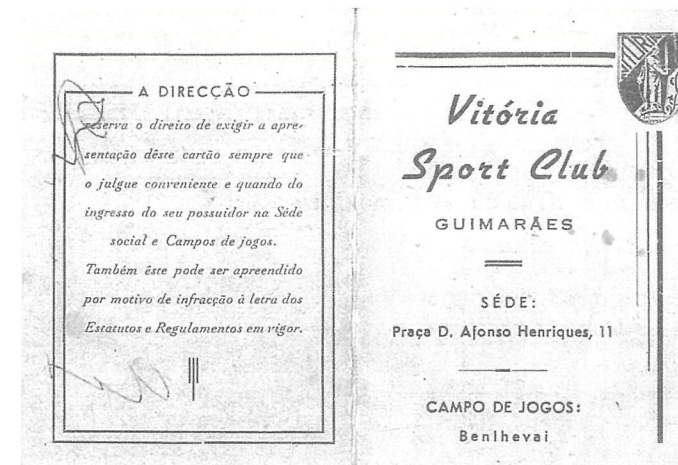 A DIRECÇÃO
reserva o direito de exigir a apre-
sentação dêste cartão sempre que
o julgue conveniente e quando do
ingresso do seu possuidor na Séde
social e Campos de jogos.
Também êste pode ser apreendido
por motivo de infracção à letra dos
Estatutos e Regulamentos em vigor.
Vitória
Sport Club
GUIMARÃES
SÉDE:
Praça D. Afonso Henriques, 11
CAMPO DE JOGOS:
Benlhevai